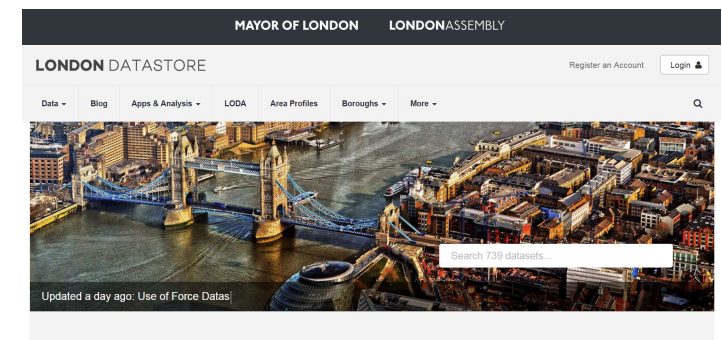 MAYOR OF LONDON LONDONASSEMBLY
LONDON DATASTORE
Register an Account Login
Data Blog Apps & Analysis LODA Area Profiles Boroughs More
Search 739 datasets...
Updated a day ago: Use of Force Datas